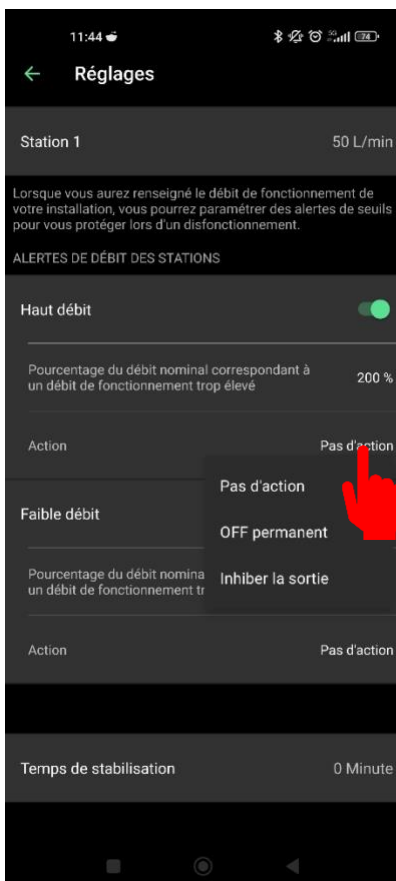 11:44
74
Réglages
Station 1
50 L/min
Lorsque vous aurez renseigné le débit de fonctionnement de
votre installation, vous pourrez paramétrer des alertes de seuils
pour vous protéger lors d'un disfonctionnement.
ALERTES DE DÉBIT DES STATIONS
Haut débit
Pourcentage du débit nominal correspondant à
un débit de fonctionnement trop élevé
200 %
Action
Pas d'action
Pas d'action
OFF permanent
Inhiber la sortie
Faible débit
Pourcentage du débit nomina
un débit de fonctionnement tr
Action
Pas d'action
Temps de stabilisation
0 Minute